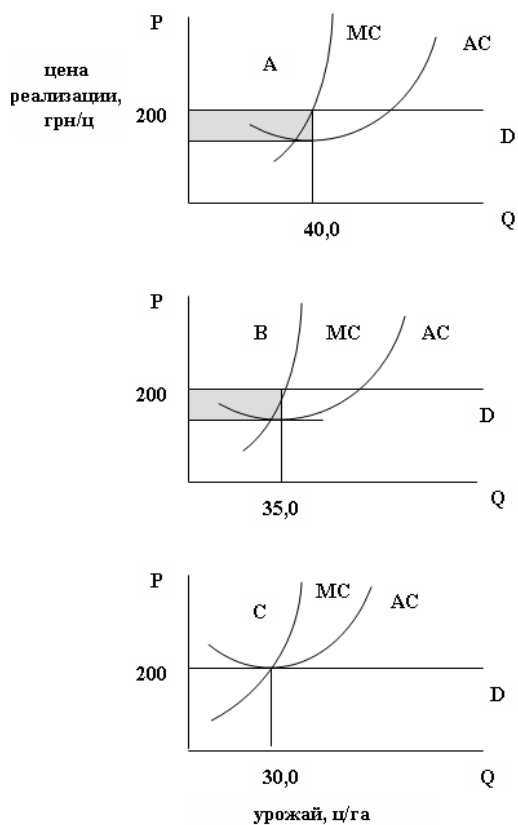 P
MC
A
AC
цена
реализации,
грн/ц
200
D
40,0
Q
P
B
MC
AC
200
D
35,0
Q
P
C
MC
AC
200
D
30,0
Q
урожай, ц/га